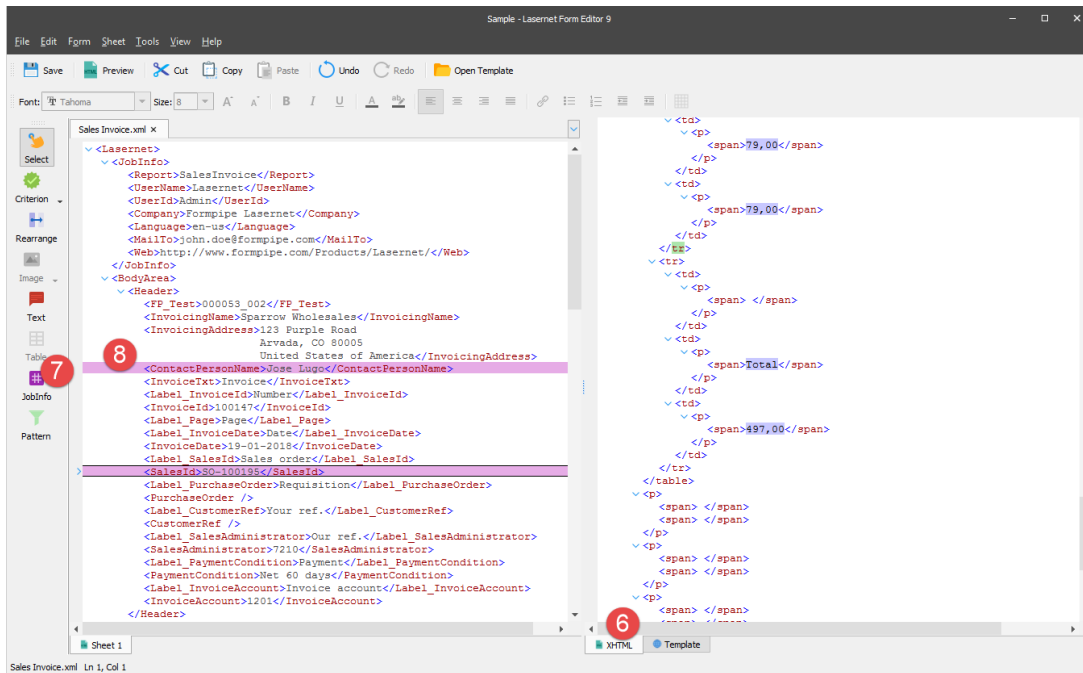 Sample - Lasernet Form Editor 9
File Edit Form Sheet Tools View Help
Save Preview Cut Copy Paste Undo Redo Open Template
Font: Tahoma Size: 8 A A B I U A ab
Select
Criterion
Rearrange
Image
Text
Table
7
JobInfo
Pattern
Sales Invoice.xml ×
<Lasernet>
<JobInfo>
<Report>SalesInvoice</Report>
<UserName>Lasernet</UserName>
<UserId>Admin</UserId>
<Company>Formpipe Lasernet</Company>
<Language>en-us</Language>
<MailTo>john.doe@formpipe.com</MailTo>
<Web>http://www.formpipe.com/Products/Lasernet/</Web>
</JobInfo>
<BodyArea>
<Header>
<FP_Test>000053_002</FP_Test>
<InvoicingName>Sparrow Wholesales</InvoicingName>
<InvoicingAddress>123 Purple Road
Arvada, CO 80005
United States of America</InvoicingAddress>
8
<ContactPersonName>Jose Lugo</ContactPersonName>
<InvoiceTxt>Invoice</InvoiceTxt>
<Label_InvoiceId>Number</Label_InvoiceId>
<InvoiceId>100147</InvoiceId>
<Label_Page>Page</Label_Page>
<Label_InvoiceDate>Date</Label_InvoiceDate>
<InvoiceDate>19-01-2018</InvoiceDate>
<Label_SalesId>Sales order</Label_SalesId>
<SalesId>SO-100195</SalesId>
<Label_PurchaseOrder>Requisition</Label_PurchaseOrder>
<PurchaseOrder />
<Label_CustomerRef>Your ref.</Label_CustomerRef>
<CustomerRef />
<Label_SalesAdministrator>Our ref.</Label_SalesAdministrator>
<SalesAdministrator>7210</SalesAdministrator>
<Label_PaymentCondition>Payment</Label_PaymentCondition>
<PaymentCondition>Net 60 days</PaymentCondition>
<Label_InvoiceAccount>Invoice account</Label_InvoiceAccount>
<InvoiceAccount>1201</InvoiceAccount>
</Header>
Sheet 1
<td>
<p>
<span>79,00</span>
</p>
</td>
<td>
<p>
<span>79,00</span>
</p>
</td>
</tr>
<tr>
<td>
<p>
<span> </span>
</p>
</td>
<td>
<p>
<span>Total</span>
</p>
</td>
<td>
<p>
<span>497,00</span>
</p>
</td>
</tr>
</table>
<p>
<span> </span>
<span> </span>
</p>
<p>
<span> </span>
<span> </span>
</p>
<p>
<span> </span>
<span> </span>
6
XHTML Template
Sales Invoice.xml Ln 1, Col 1